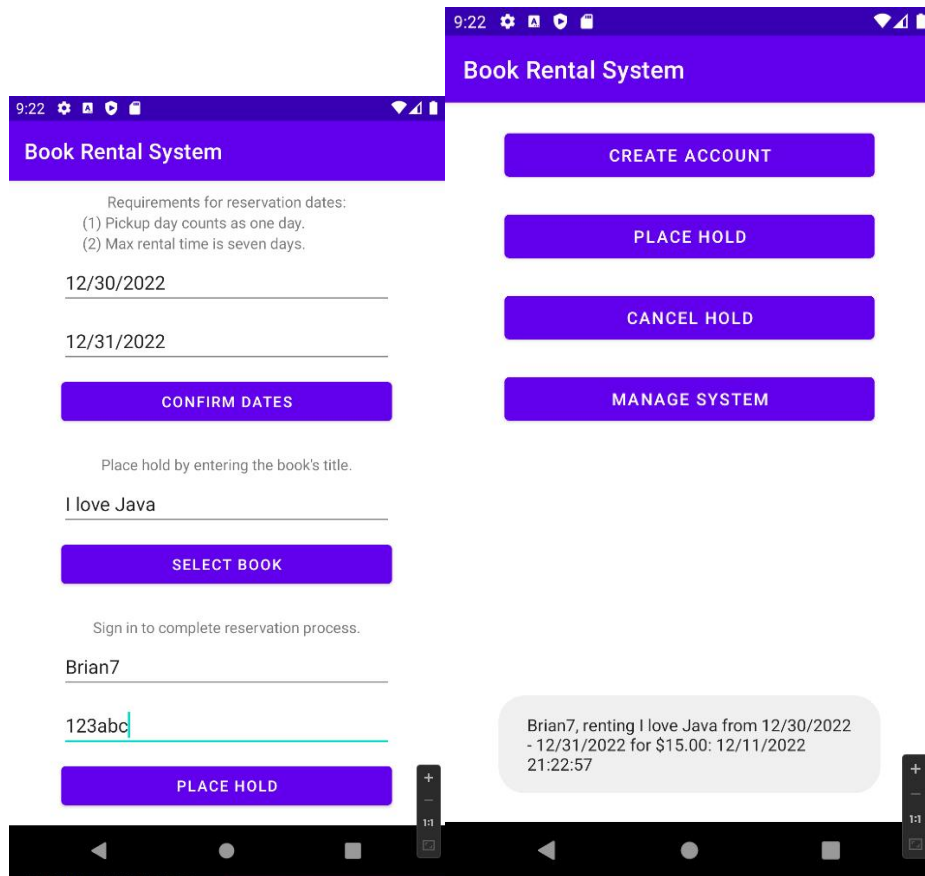 9:22
Book Rental System
Requirements for reservation dates:
(1) Pickup day counts as one day.
(2) Max rental time is seven days.
12/30/2022
12/31/2022
CONFIRM DATES
Place hold by entering the book's title.
I love Java
SELECT BOOK
Sign in to complete reservation process.
Brian7
123abc
PLACE HOLD
1:1
9:22
Book Rental System
CREATE ACCOUNT
PLACE HOLD
CANCEL HOLD
MANAGE SYSTEM
Brian7, renting I love Java from 12/30/2022
- 12/31/2022 for $15.00: 12/11/2022
21:22:57
1:1